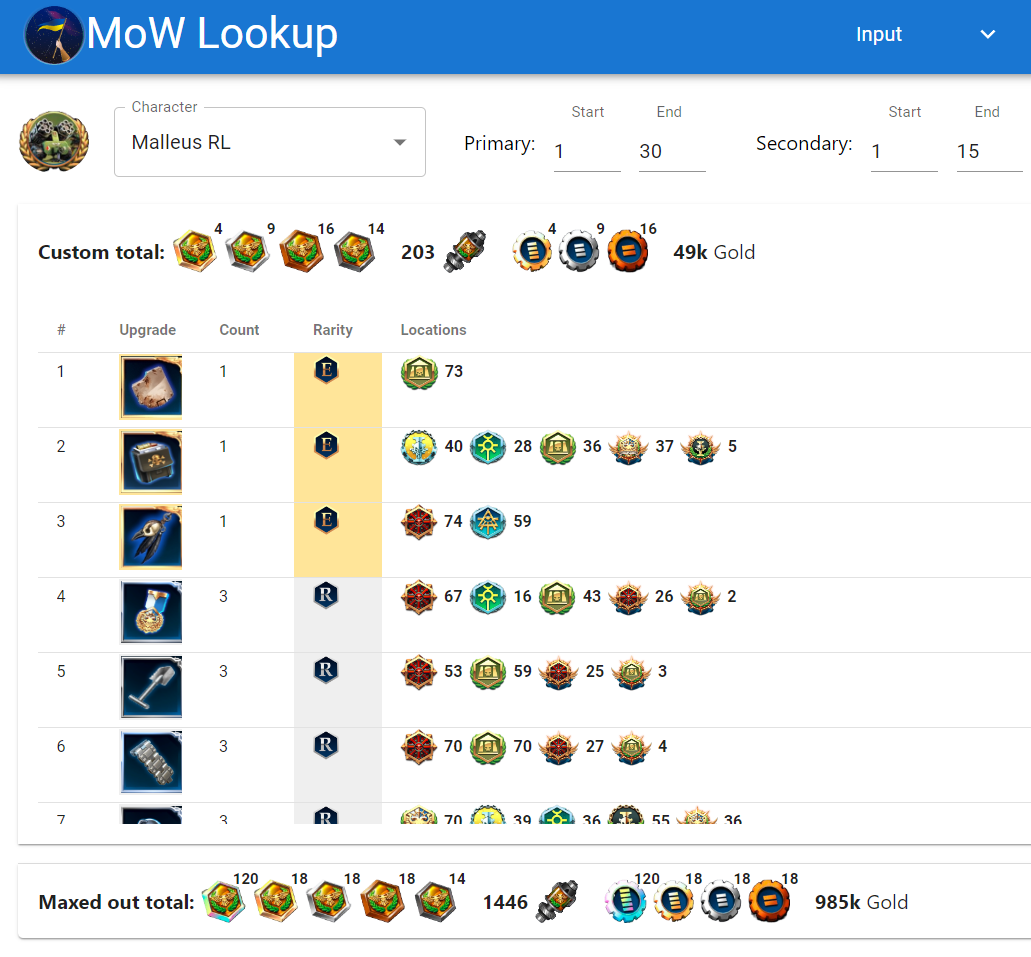 MoW Lookup
Input
Character
Malleus RL
Primary:
Start
1
End
30
Secondary:
Start
1
End
15
Custom total: 4 9 16 14 203 4 9 16 49k Gold
# Upgrade Count Rarity Locations
1 1 E 73
2 1 E 40 28 36 37 5
3 1 E 74 59
4 3 R 67 16 43 26 2
5 3 R 53 59 25 3
6 3 R 70 70 27 4
7 3 R 70 39 36 55 36
Maxed out total: 120 18 18 18 14 1446 120 18 18 18 985k Gold